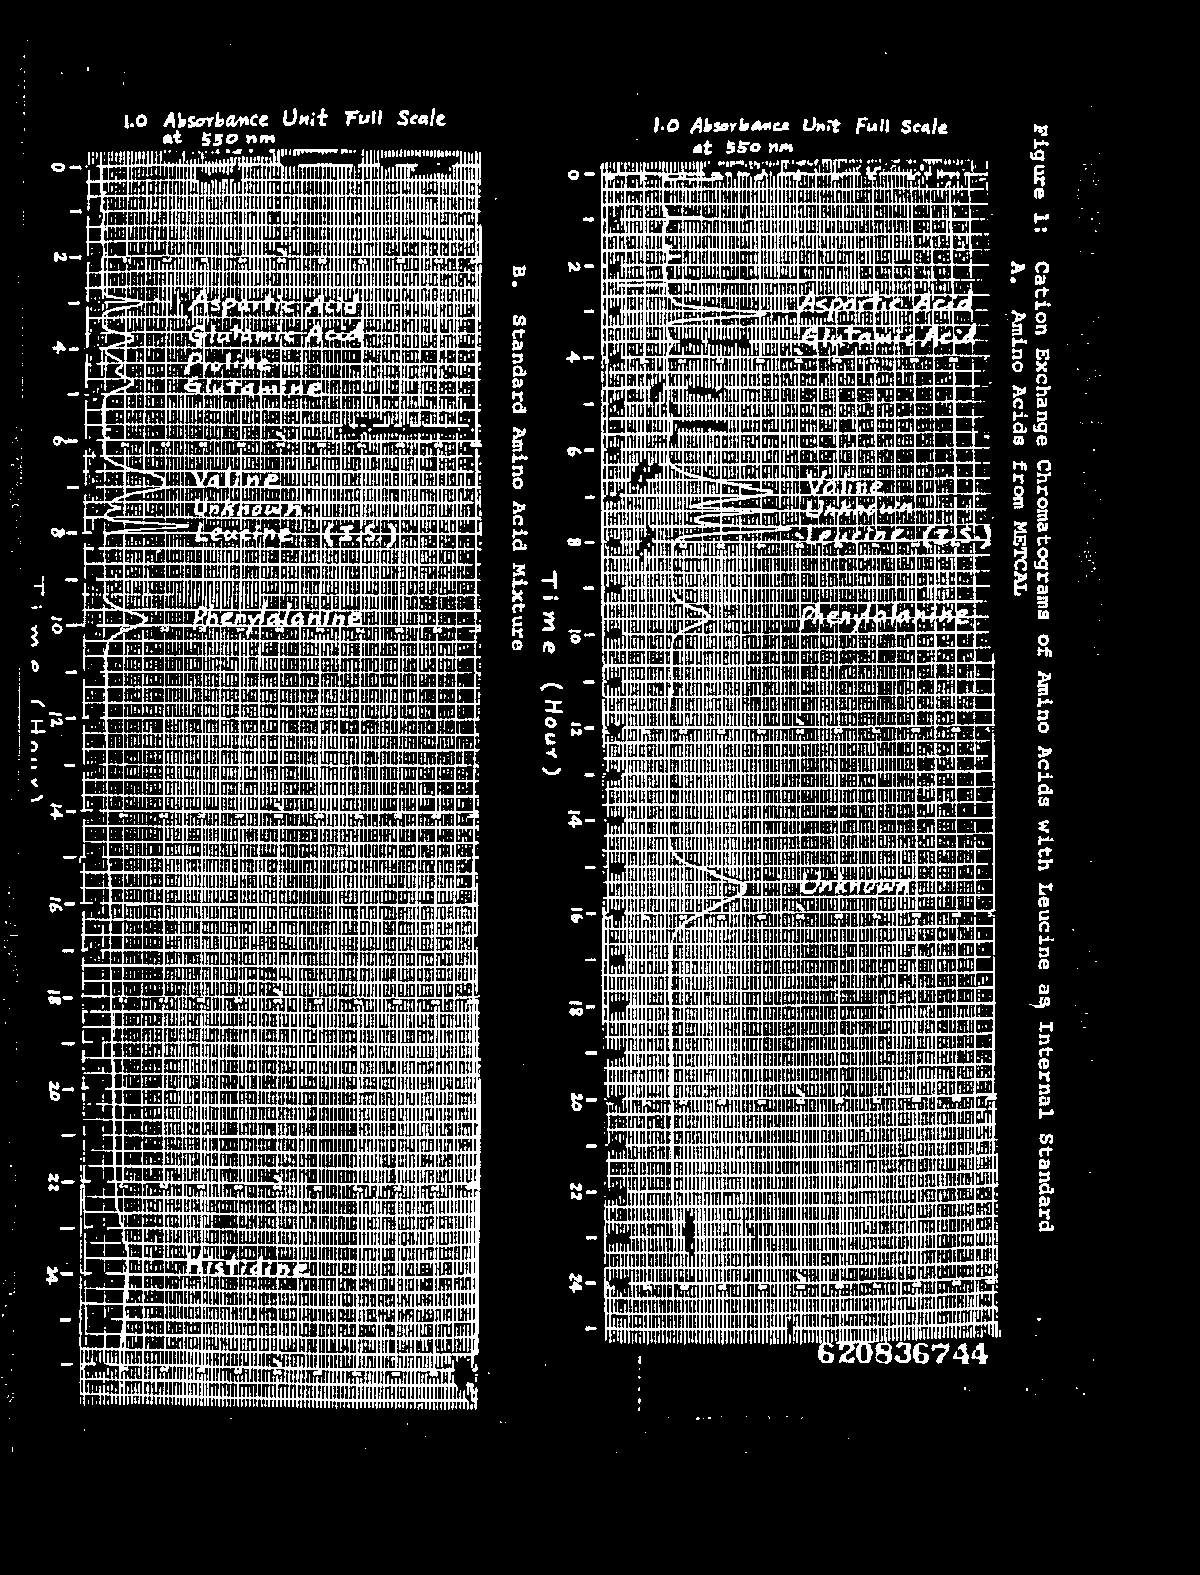 Figure 1: Cation Exchange Chromatograms of Amino Acids with Leucine as Internal Standard
A. Amino Acids from METCAL
1.0 Absorbance Unit Full Scale
at 550 nm
0
2
4
6
8
10
12
14
16
18
20
22
24
Aspartic Acid
Glutamic Acid
Valine
Unknown
Leucine (I.S.)
Phenylalanine
Unknown
Time (Hour)
B. Standard Amino Acid Mixture
1.0 Absorbance Unit Full Scale
at 550 nm
0
2
4
6
8
10
12
14
16
18
20
22
24
Aspartic Acid
Glutamic Acid
Glutamine
Valine
Unknown
Leucine (I.S.)
Phenylalanine
Histidine
Time (Hour)
620836744